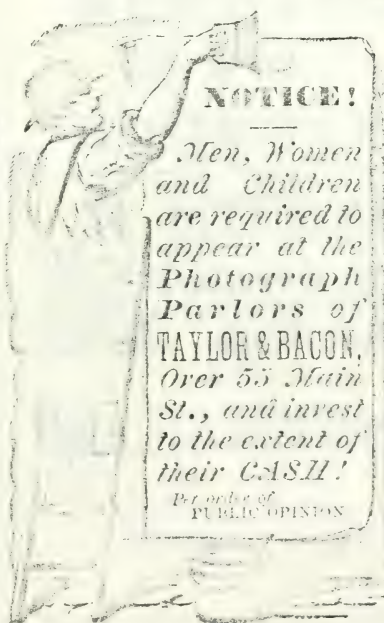 NOTICE!
Men, Women
and Children
are required to
appear at the
Photograph
Parlors of
TAYLOR & BACON,
Over 55 Main
St., and invest
to the extent of
their CASH!
Per order of
PUBLIC OPINION